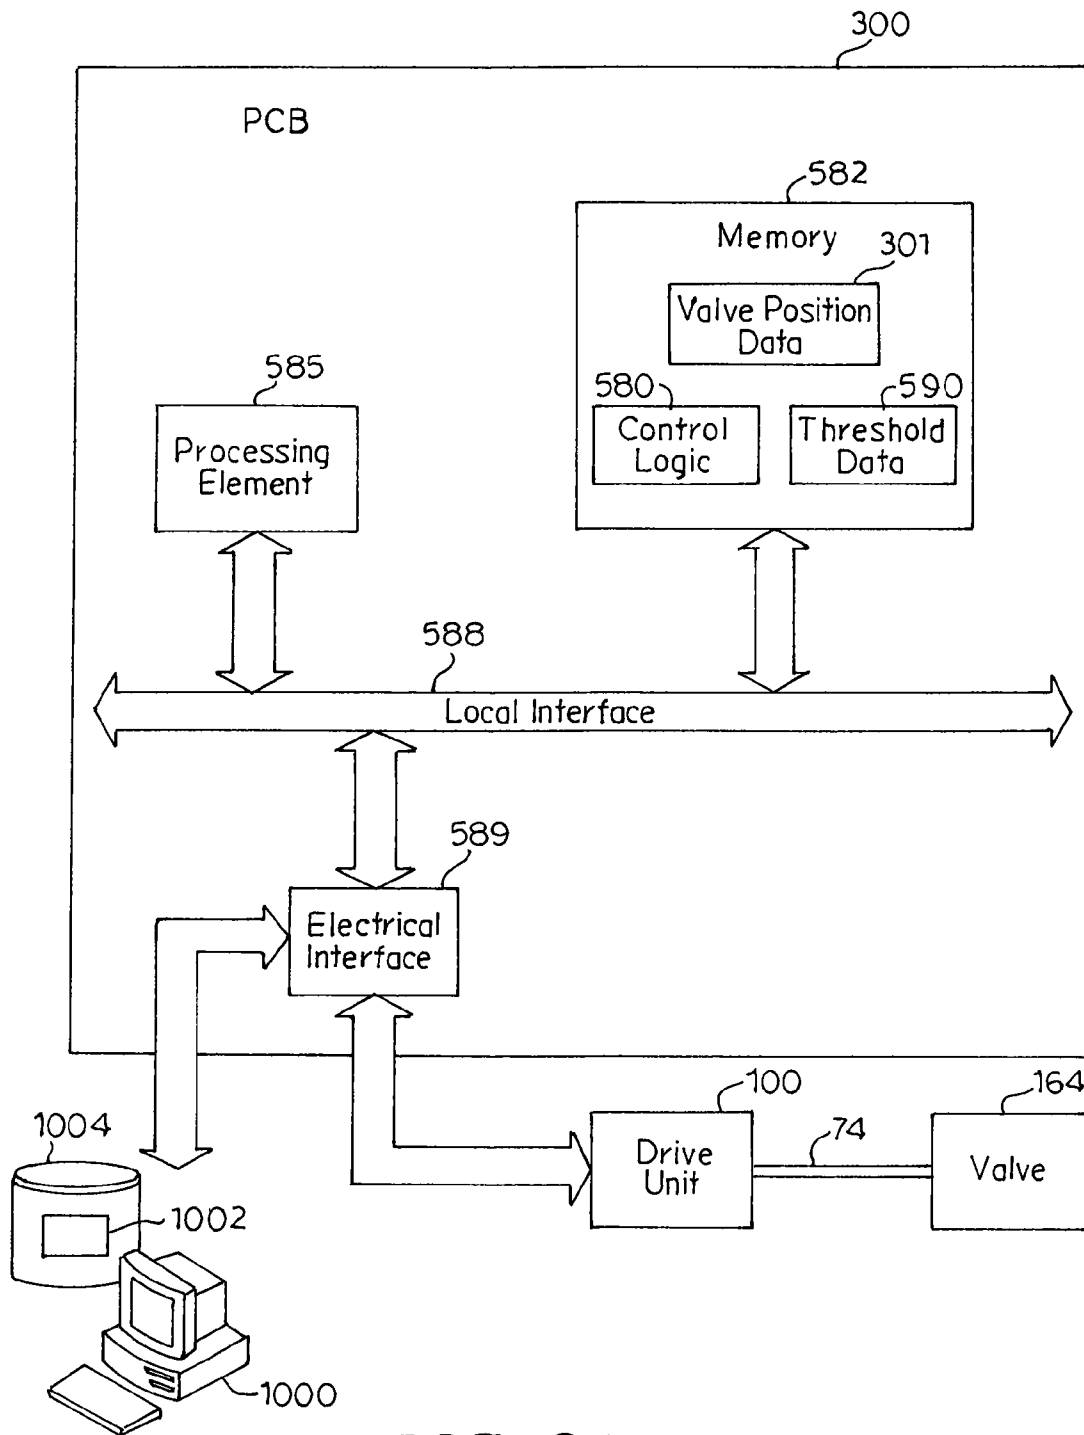 300
PCB
582
Memory
301
Valve Position
Data
585
580
590
Processing
Element
Control
Logic
Threshold
Data
588
Local Interface
589
Electrical
Interface
100
164
74
Drive
Unit
Valve
1004
1002
1000